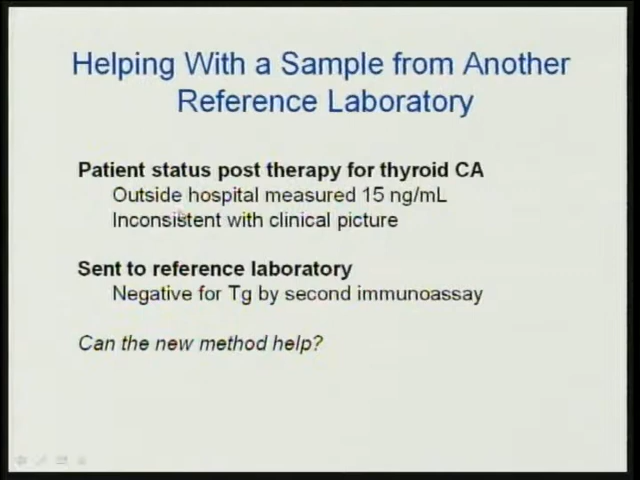 Helping With a Sample from Another
Reference Laboratory
Patient status post therapy for thyroid CA
Outside hospital measured 15 ng/mL
Inconsistent with clinical picture
Sent to reference laboratory
Negative for Tg by second immunoassay
Can the new method help?